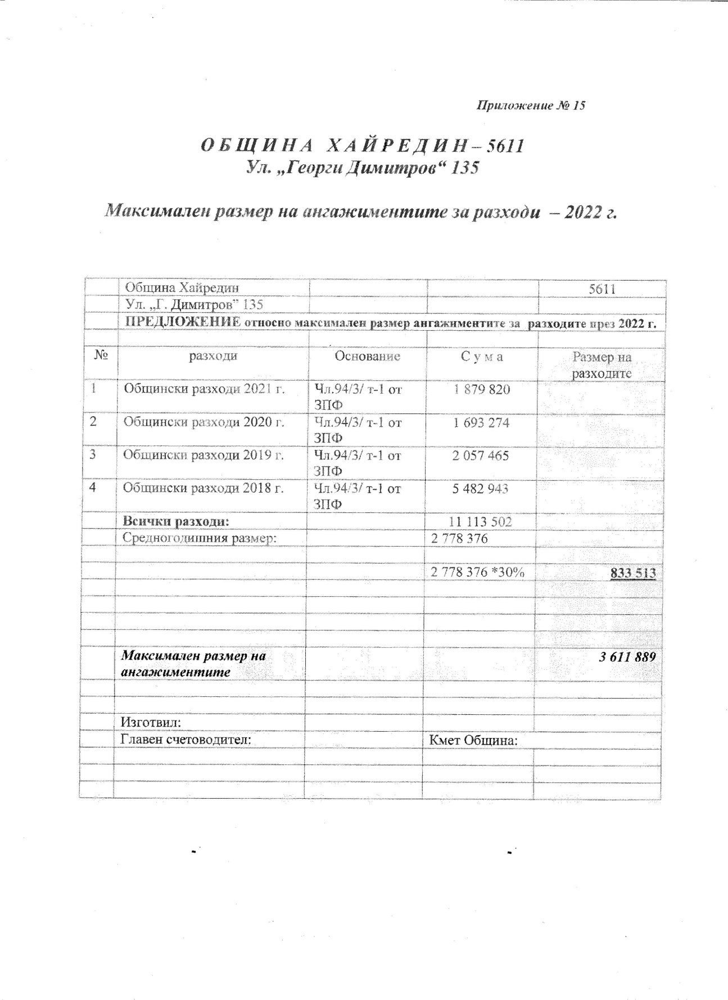 Приложение № 15
О Б Щ И Н А Х А Й Р Е Д И Н – 5611
Ул. „Георги Димитров“ 135
Максимален размер на ангажиментите за разходи – 2022 г.
Община Хайредин 5611
Ул. „Г. Димитров” 135
ПРЕДЛОЖЕНИЕ относно максимален размер ангажиментите за разходите през 2022 г.
№ разходи Основание С у м а Размер на
разходите
1 Общински разходи 2021 г. Чл.94/3/ т-1 от 1 879 820
ЗПФ
2 Общински разходи 2020 г. Чл.94/3/ т-1 от 1 693 274
ЗПФ
3 Общински разходи 2019 г. Чл.94/3/ т-1 от 2 057 465
ЗПФ
4 Общински разходи 2018 г. Чл.94/3/ т-1 от 5 482 943
ЗПФ
Всички разходи: 11 113 502
Средногодишния размер: 2 778 376
2 778 376 *30% 833 513
Максимален размер на 3 611 889
ангажиментите
Изготвил:
Главен счетоводител: Кмет Община: